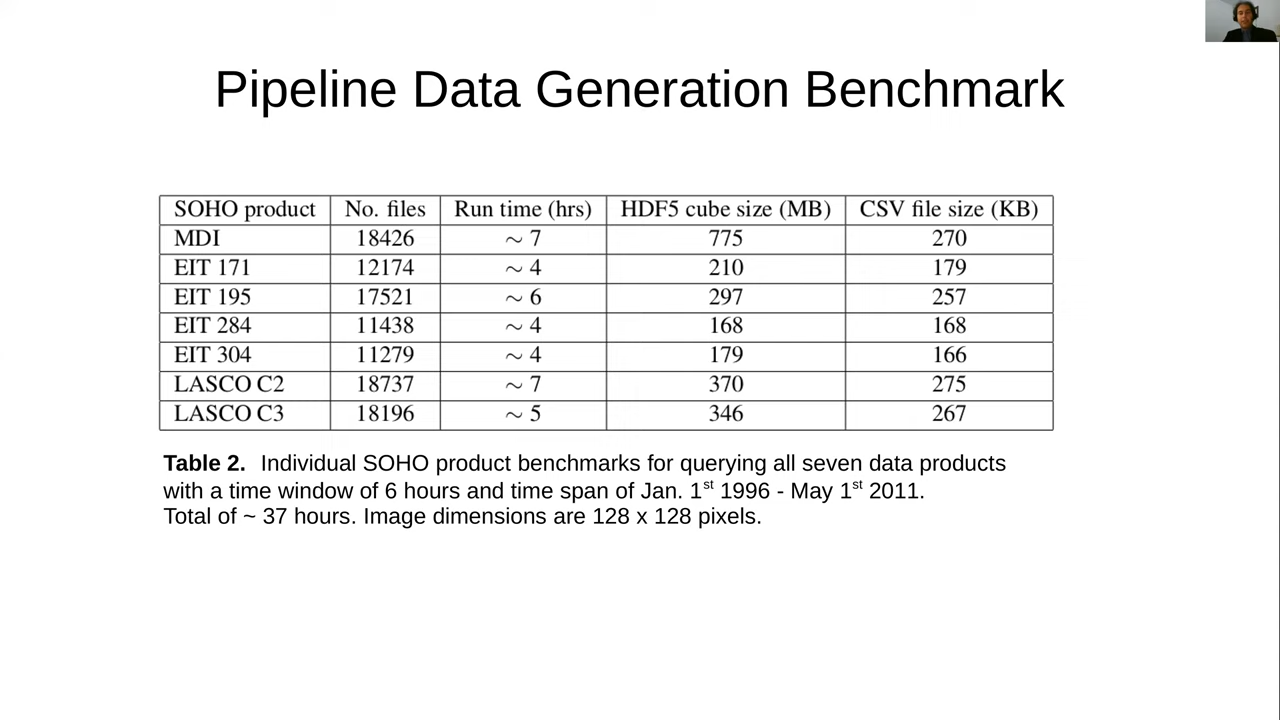 Pipeline Data Generation Benchmark
SOHO product No. files Run time (hrs) HDF5 cube size (MB) CSV file size (KB)
MDI 18426 ∼ 7 775 270
EIT 171 12174 ∼ 4 210 179
EIT 195 17521 ∼ 6 297 257
EIT 284 11438 ∼ 4 168 168
EIT 304 11279 ∼ 4 179 166
LASCO C2 18737 ∼ 7 370 275
LASCO C3 18196 ∼ 5 346 267
Table 2. Individual SOHO product benchmarks for querying all seven data products
with a time window of 6 hours and time span of Jan. 1st 1996 - May 1st 2011.
Total of ~ 37 hours. Image dimensions are 128 x 128 pixels.